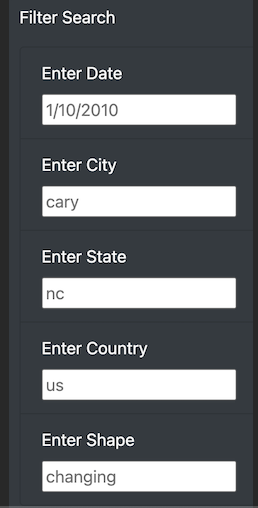 Filter Search
Enter Date
1/10/2010
Enter City
cary
Enter State
nc
Enter Country
us
Enter Shape
changing